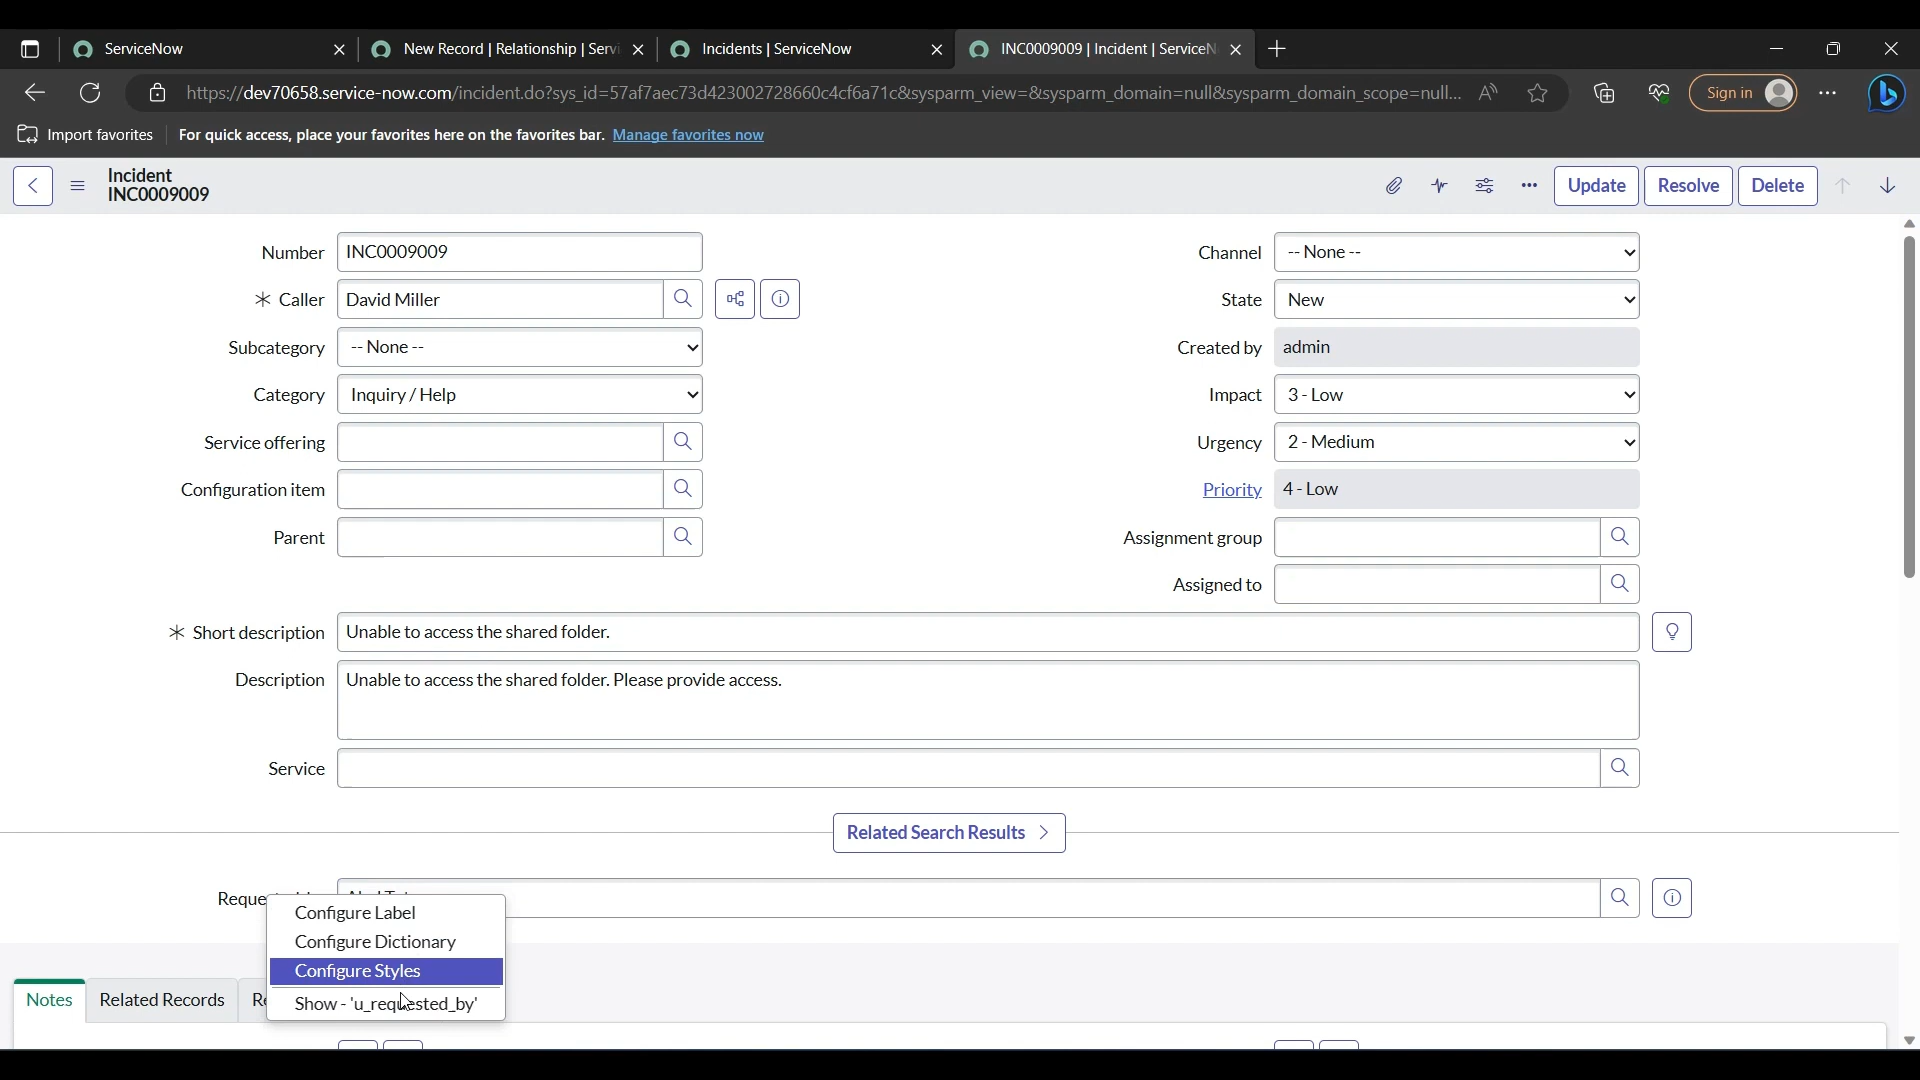 ServiceNow
New Record | Relationship | Servi
Incidents | ServiceNow
INC0009009 | Incident | ServiceN
https://dev70658.service-now.com/incident.do?sys_id=57af7aec73d423002728660c4cf6a71c&sysparm_view=&sysparm_domain=null&sysparm_domain_scope=null...
Sign in
Import favorites
For quick access, place your favorites here on the favorites bar. Manage favorites now
Incident
INC0009009
Update
Resolve
Delete
Number INC0009009
Channel -- None --
Caller David Miller
State New
Subcategory -- None --
Created by admin
Category Inquiry / Help
Impact 3 - Low
Service offering
Urgency 2 - Medium
Configuration item
Priority 4 - Low
Parent
Assignment group
Assigned to
Short description Unable to access the shared folder.
Description Unable to access the shared folder. Please provide access.
Service
Related Search Results
Reque
Configure Label
Configure Dictionary
Configure Styles
Show - 'u_requested_by'
Notes
Related Records
Re